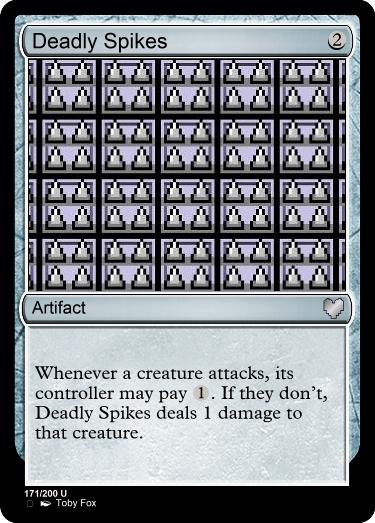 Deadly Spikes 2
Artifact
Whenever a creature attacks, its
controller may pay 1. If they don't,
Deadly Spikes deals 1 damage to
that creature.
171/200 U
Toby Fox